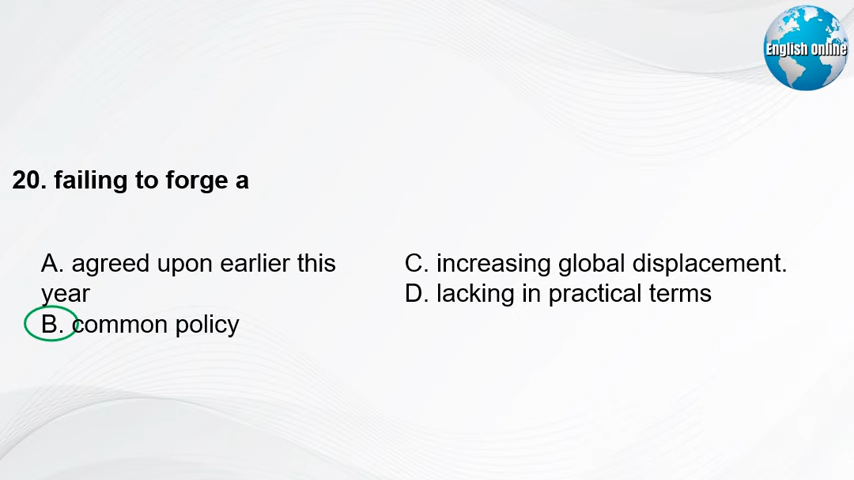 English Online
20. failing to forge a
A. agreed upon earlier this
year
B. common policy
C. increasing global displacement.
D. lacking in practical terms